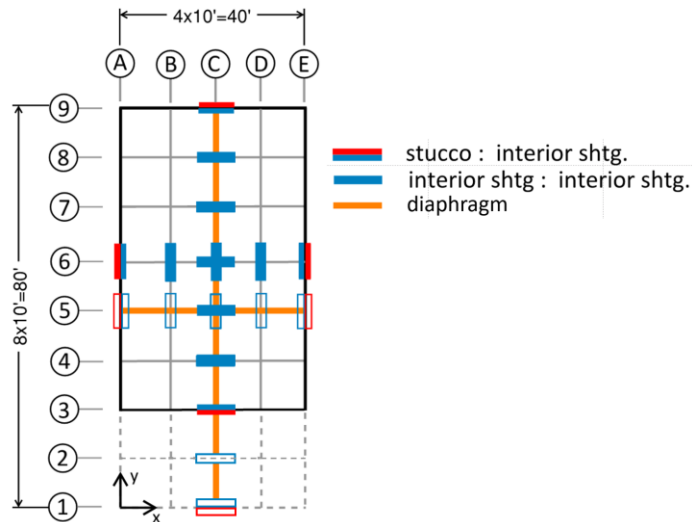 4x10'=40'
A B C D E
9
8
7
6
5
4
3
2
1
8x10'=80'
y
x
stucco : interior shtg.
interior shtg : interior shtg.
diaphragm